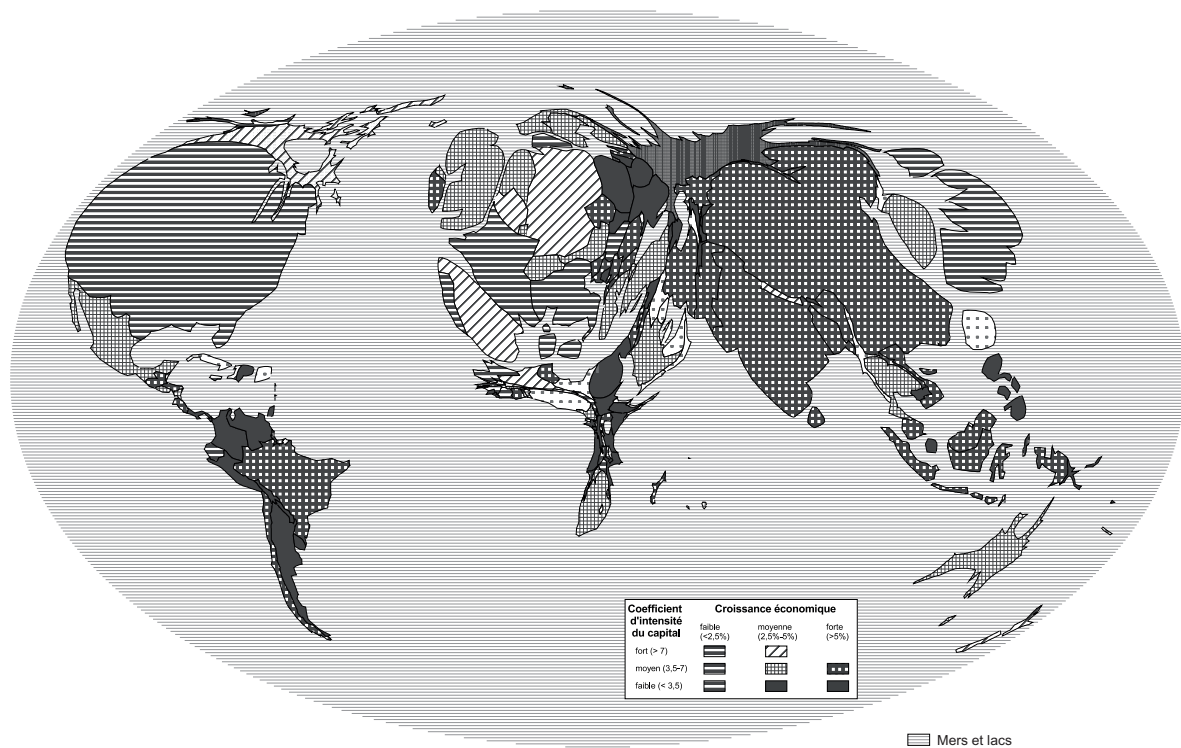 Coefficient d'intensité du capital
Croissance économique
faible (<2,5%)
moyenne (2,5%-5%)
forte (>5%)
fort (> 7)
moyen (3,5-7)
faible (< 3,5)
Mers et lacs